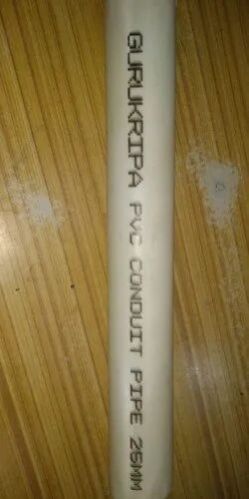 GURUKRIPA PVC CONDUIT PIPE 25MM